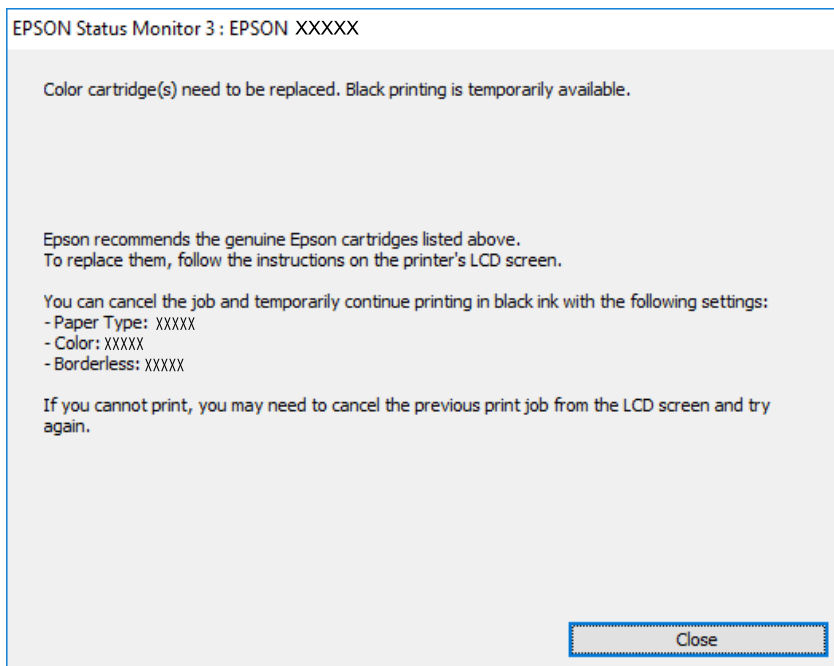 EPSON Status Monitor 3 : EPSON XXXXX
Color cartridge(s) need to be replaced. Black printing is temporarily available.
Epson recommends the genuine Epson cartridges listed above.
To replace them, follow the instructions on the printer's LCD screen.
You can cancel the job and temporarily continue printing in black ink with the following settings:
- Paper Type: XXXXX
- Color: XXXXX
- Borderless: XXXXX
If you cannot print, you may need to cancel the previous print job from the LCD screen and try
again.
Close